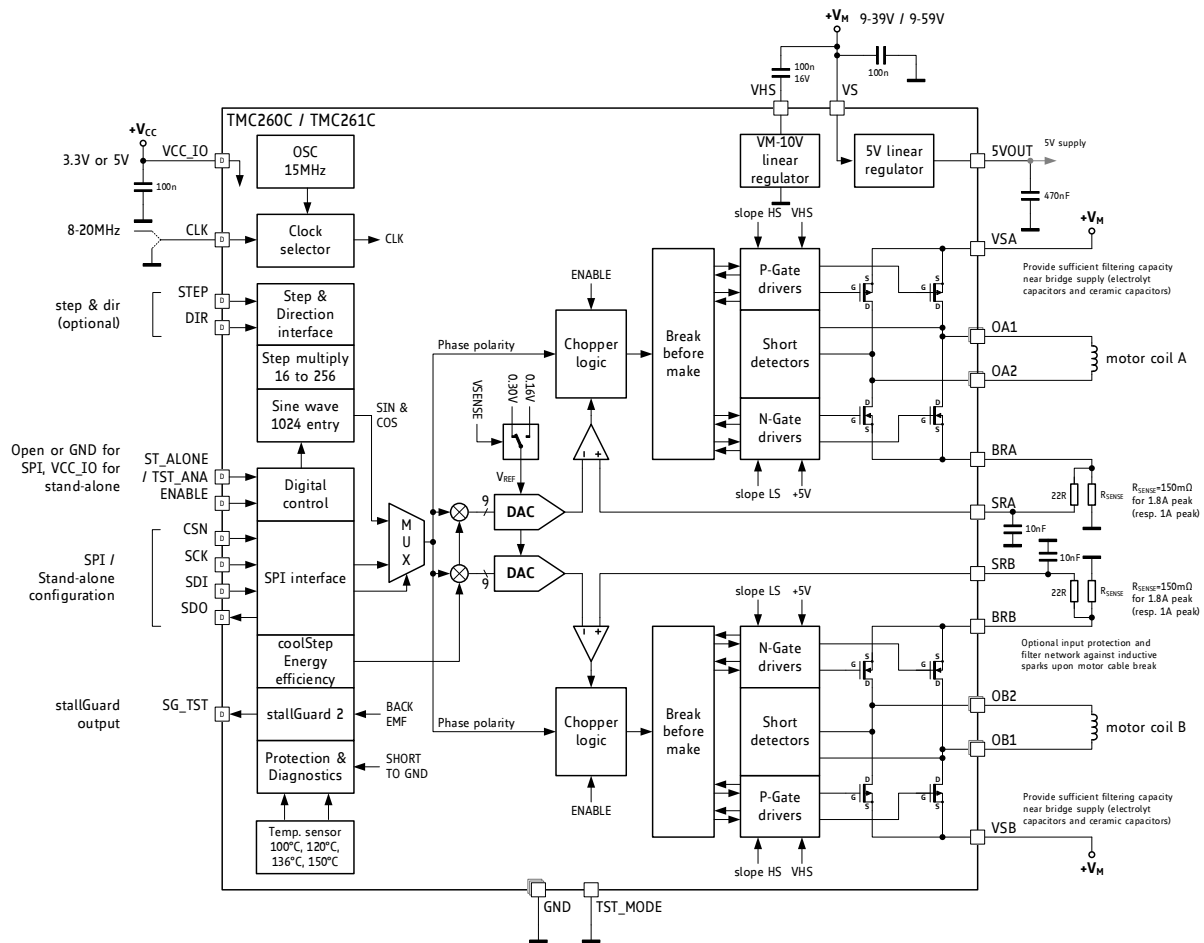 +VM 9-39V / 9-59V
100n
16V
100n
VHS
VS
TMC260C / TMC261C
+VCC
VCC_IO
3.3V or 5V
100n
OSC
15MHz
VM-10V
linear
regulator
5V linear
regulator
5VOUT
5V supply
470nF
8-20MHz
CLK
Clock
selector
CLK
slope HS
VHS
+VM
VSA
ENABLE
P-Gate
drivers
Provide sufficient filtering capacity
near bridge supply (electrolyt
capacitors and ceramic capacitors)
step & dir
(optional)
STEP
DIR
Step &
Direction
interface
Step multiply
16 to 256
Sine wave
1024 entry
SIN &
COS
Phase polarity
Chopper
logic
Break
before
make
Short
detectors
N-Gate
drivers
OA1
OA2
motor coil A
VSENSE
0.30V
0.16V
VREF
slope LS
+5V
BRA
SRA
22R
RSENSE
RSENSE=150mΩ
for 1.8A peak
(resp. 1A peak)
10nF
Open or GND for
SPI, VCC_IO for
stand-alone
ST_ALONE
/ TST_ANA
ENABLE
Digital
control
SPI /
Stand-alone
configuration
CSN
SCK
SDI
SDO
SPI interface
MUX
9
DAC
9
DAC
10nF
SRB
22R
RSENSE
RSENSE=150mΩ
for 1.8A peak
(resp. 1A peak)
BRB
slope LS
+5V
Optional input protection and
filter network against inductive
sparks upon motor cable break
coolStep
Energy
efficiency
stallGuard
output
SG_TST
stallGuard 2
BACK
EMF
Protection &
Diagnostics
SHORT
TO GND
Temp. sensor
100°C, 120°C,
136°C, 150°C
Phase polarity
Chopper
logic
ENABLE
Break
before
make
N-Gate
drivers
Short
detectors
P-Gate
drivers
OB2
OB1
motor coil B
Provide sufficient filtering capacity
near bridge supply (electrolyt
capacitors and ceramic capacitors)
VSB
+VM
slope HS
VHS
GND
TST_MODE
D
D
D
D
D
D
D
D
D
D
D
S
G
D
S
G
D
D
G
S
D
G
S
S
G
D
S
G
D
D
G
S
D
G
S
−
+
−
+